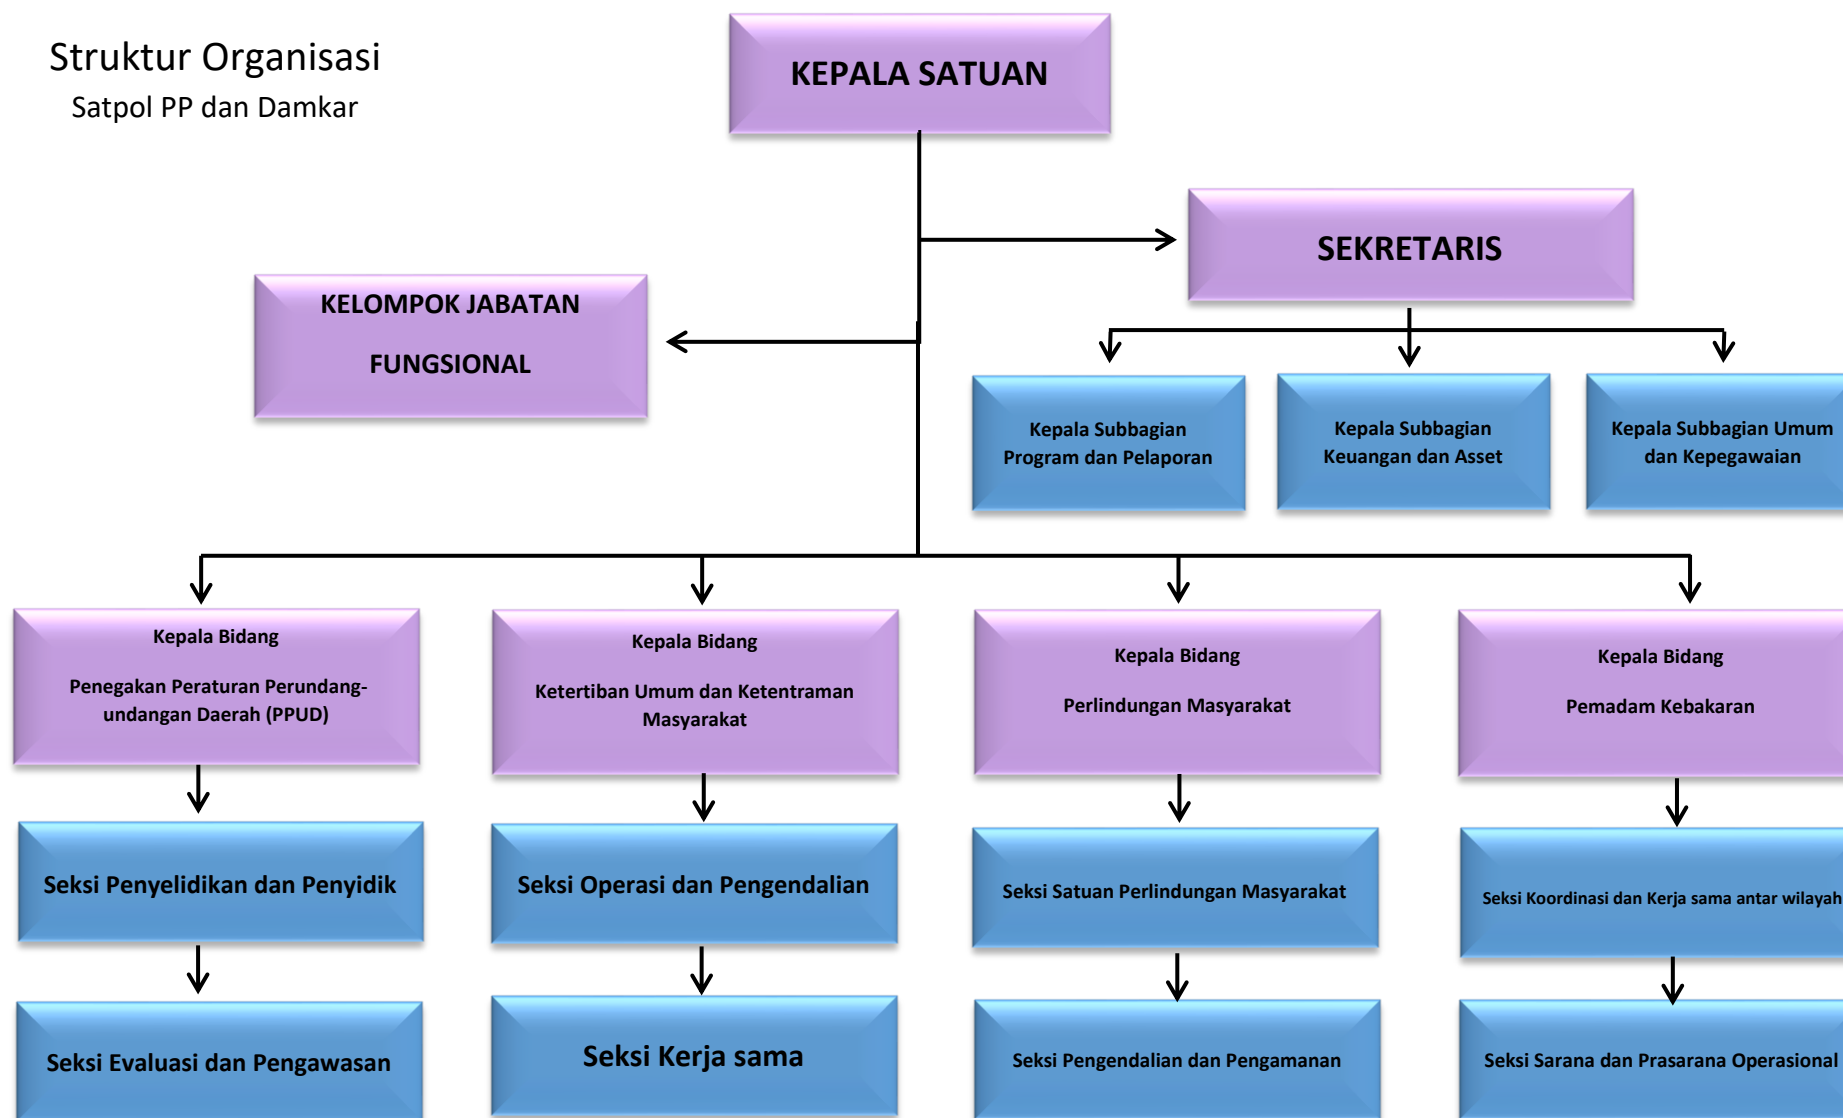 Struktur Organisasi
Satpol PP dan Damkar
KEPALA SATUAN
SEKRETARIS
KELOMPOK JABATAN
FUNGSIONAL
Kepala Subbagian
Program dan Pelaporan
Kepala Subbagian
Keuangan dan Asset
Kepala Subbagian Umum
dan Kepegawaian
Kepala Bidang
Penegakan Peraturan Perundang-
undangan Daerah (PPUD)
Kepala Bidang
Ketertiban Umum dan Ketentraman
Masyarakat
Kepala Bidang
Perlindungan Masyarakat
Kepala Bidang
Pemadam Kebakaran
Seksi Penyelidikan dan Penyidik
Seksi Operasi dan Pengendalian
Seksi Satuan Perlindungan Masyarakat
Seksi Koordinasi dan Kerja sama antar wilayah
Seksi Evaluasi dan Pengawasan
Seksi Kerja sama
Seksi Pengendalian dan Pengamanan
Seksi Sarana dan Prasarana Operasional